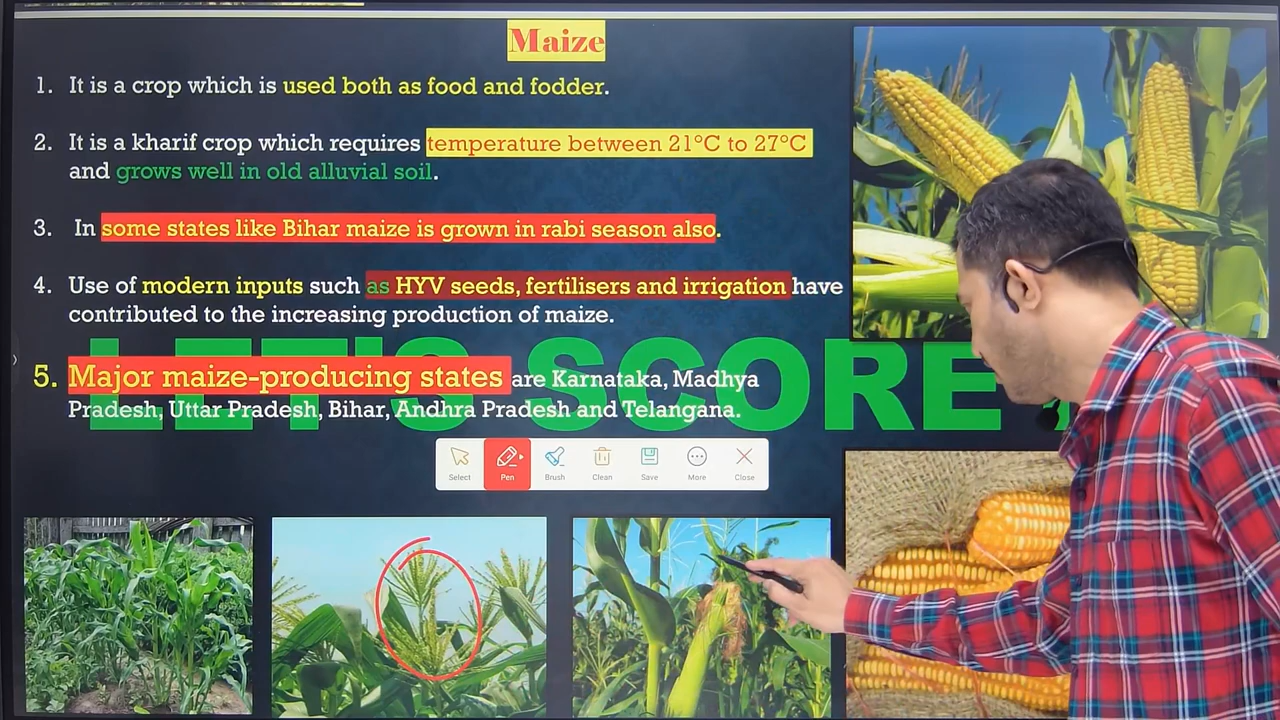 Maize
1. It is a crop which is used both as food and fodder.
2. It is a kharif crop which requires temperature between 21°C to 27°C
and grows well in old alluvial soil.
3. In some states like Bihar maize is grown in rabi season also.
4. Use of modern inputs such as HYV seeds, fertilisers and irrigation have
contributed to the increasing production of maize.
LET'S SCORE
5. Major maize-producing states are Karnataka, Madhya
Pradesh, Uttar Pradesh, Bihar, Andhra Pradesh and Telangana.
Select Pen Brush Clean Save More Close